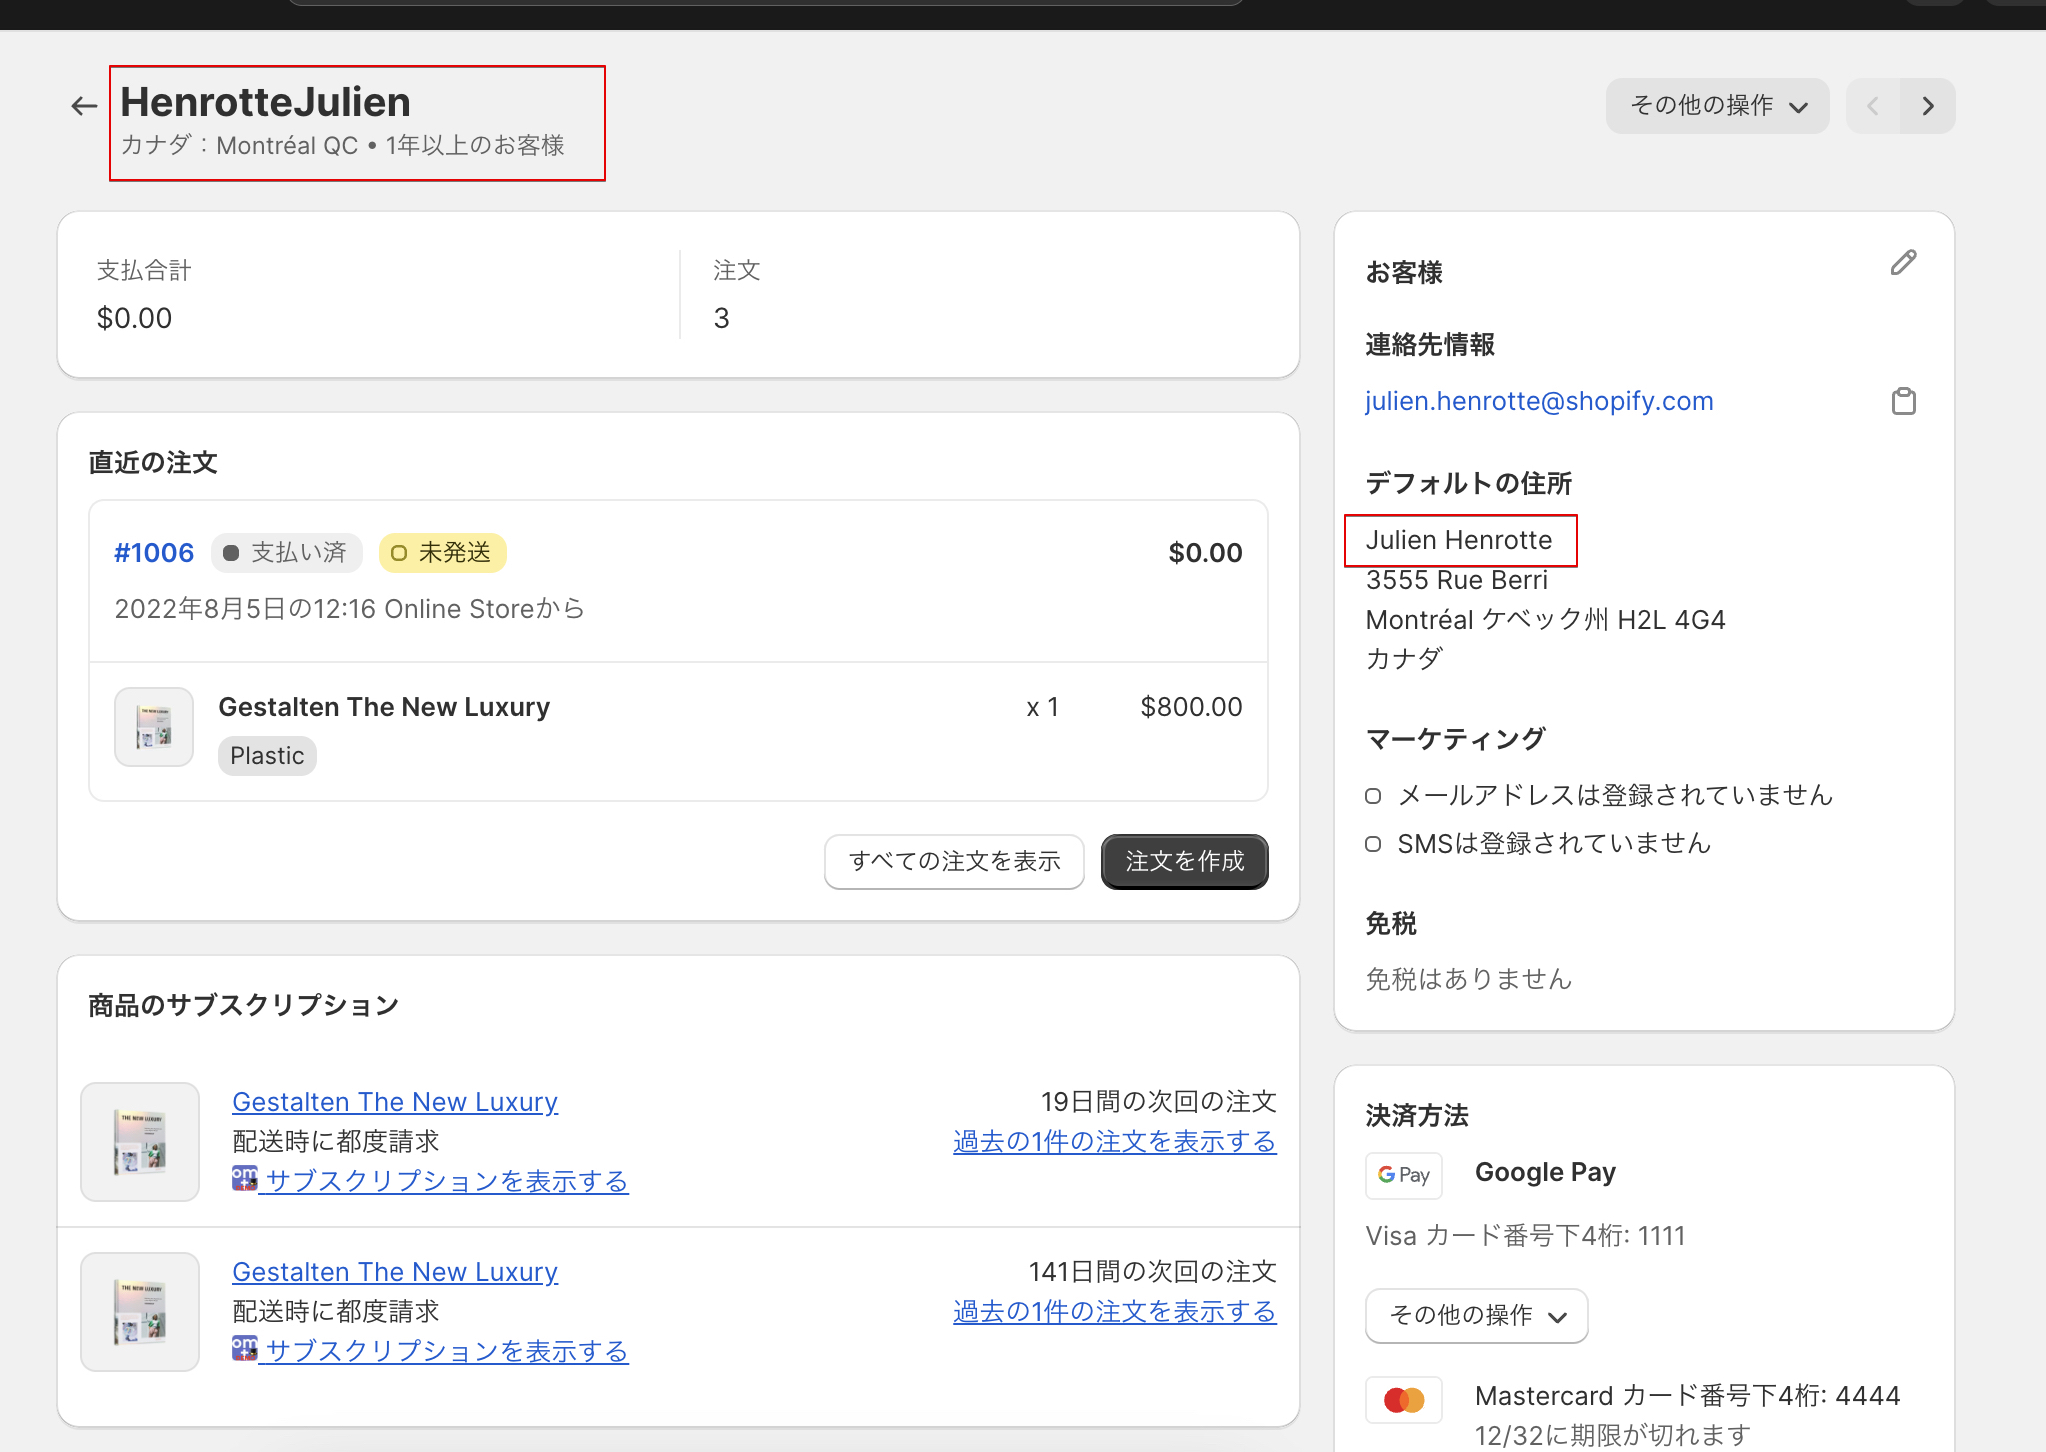 HenrotteJulien
カナダ：Montréal QC • 1年以上のお客様
その他の操作
支払合計
$0.00
注文
3
直近の注文
#1006 支払い済 未発送 $0.00
2022年8月5日の12:16 Online Storeから
Gestalten The New Luxury x 1 $800.00
Plastic
すべての注文を表示 注文を作成
商品のサブスクリプション
Gestalten The New Luxury 19日間の次回の注文
配送時に都度請求 過去の1件の注文を表示する
サブスクリプションを表示する
Gestalten The New Luxury 141日間の次回の注文
配送時に都度請求 過去の1件の注文を表示する
サブスクリプションを表示する
お客様
連絡先情報
julien.henrotte@shopify.com
デフォルトの住所
Julien Henrotte
3555 Rue Berri
Montréal ケベック州 H2L 4G4
カナダ
マーケティング
メールアドレスは登録されていません
SMSは登録されていません
免税
免税はありません
決済方法
G Pay Google Pay
Visa カード番号下4桁: 1111
その他の操作
Mastercard カード番号下4桁: 4444
12/32に期限が切れます